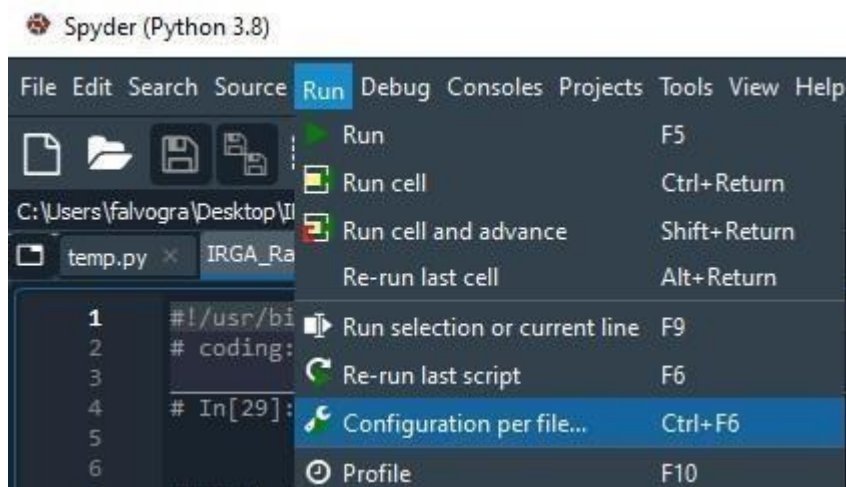 Spyder (Python 3.8)
File Edit Search Source Run Debug Consoles Projects Tools View Help
Run F5
Run cell Ctrl+Return
C:\Users\falvogra\Desktop\
Run cell and advance Shift+Return
temp.py IRGA_Ra
Re-run last cell Alt+Return
1 #!/usr/bi
Run selection or current line F9
2 # coding:
3
Re-run last script F6
4 # In[29]:
Configuration per file... Ctrl+F6
5
6
Profile F10